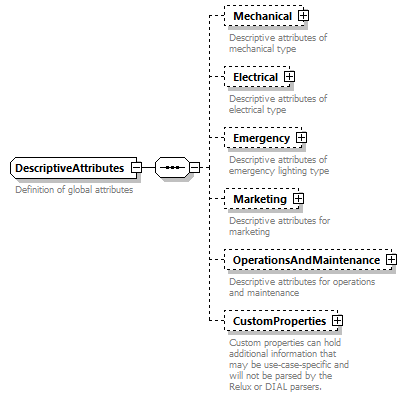 Mechanical
Descriptive attributes of
mechanical type
Electrical
Descriptive attributes of
electrical type
Emergency
Descriptive attributes of
emergency lighting type
DescriptiveAttributes
Definition of global attributes
Marketing
Descriptive attributes for
marketing
OperationsAndMaintenance
Descriptive attributes for operations
and maintenance
CustomProperties
Custom properties can hold
additional information that
may be use-case-specific and
will not be parsed by the
Relux or DIAL parsers.